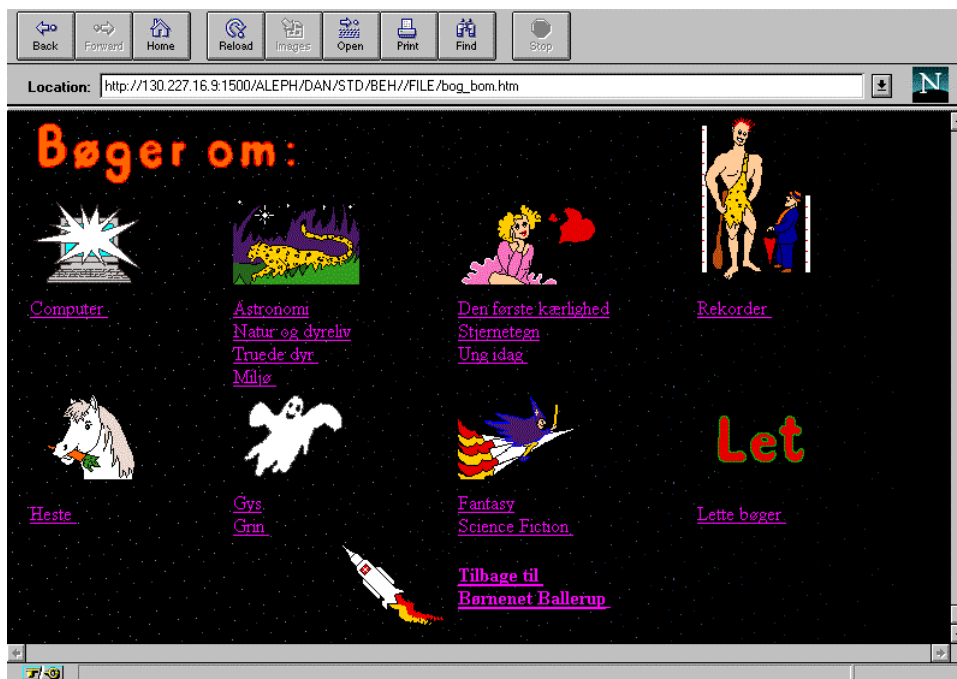 Back Forward Home Reload Images Open Print Find Stop
Location: http://130.227.16.9:1500/ALEPH/DAN/STD/BEH//FILE/bog_bom.htm
N
Bøger om:
Computer
Astronomi
Natur og dyreliv
Truede dyr
Miljø
Den første kærlighed
Stjernetegn
Ung idag
Rekorder
Heste
Gys
Grin
Fantasy
Science Fiction
Let
Lette bøger
Tilbage til
Børnenet Ballerup